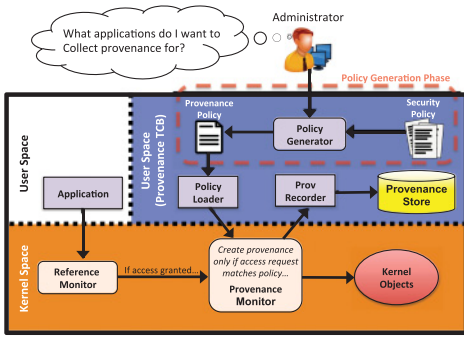 Administrator
What applications do I want to
Collect provenance for?
Policy Generation Phase
Provenance
Policy
Security
Policy
Policy
Generator
User Space
User Space
(Provenance TCB)
Application
Policy
Loader
Prov
Recorder
Provenance
Store
Kernel Space
Reference
Monitor
If access granted...
Create provenance
only if access request
matches policy...
Provenance
Monitor
Kernel
Objects